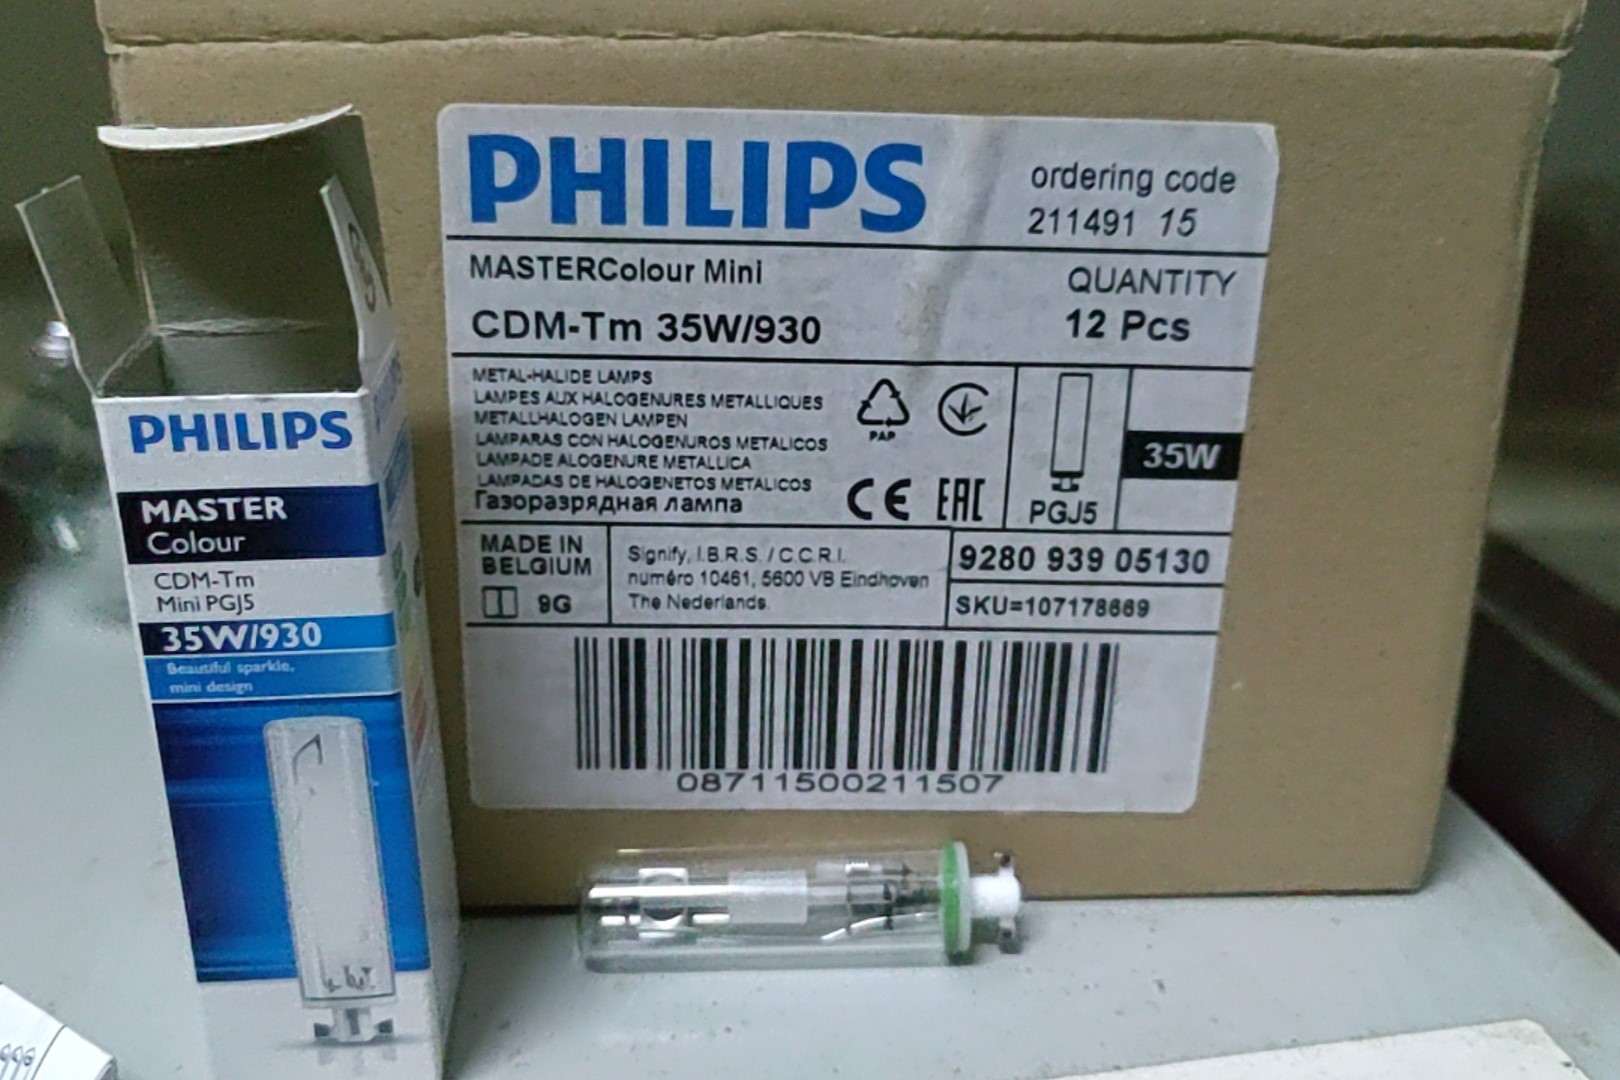 PHILIPS
ordering code
211491 15
MASTERColour Mini
QUANTITY
CDM-Tm 35W/930
12 Pcs
METAL-HALIDE LAMPS
LAMPES AUX HALOGENURES METALLIQUES
METALLHALOGEN LAMPEN
LAMPARAS CON HALOGENUROS METALICOS
LAMPADE ALOGENURE METALLICA
LAMPADAS DE HALOGENETOS METALICOS
Газоразрядная лампа
PAP
CE EAC
PGJ5
35W
MADE IN
BELGIUM
9G
Signify, I.B.R.S. / C.C.R.I.
numéro 10461, 5600 VB Eindhoven
The Nederlands
9280 939 05130
SKU=107178669
08711500211507
PHILIPS
MASTER
Colour
CDM-Tm
Mini PGJ5
35W/930
Beautiful sparkle,
mini design
PHILIPS